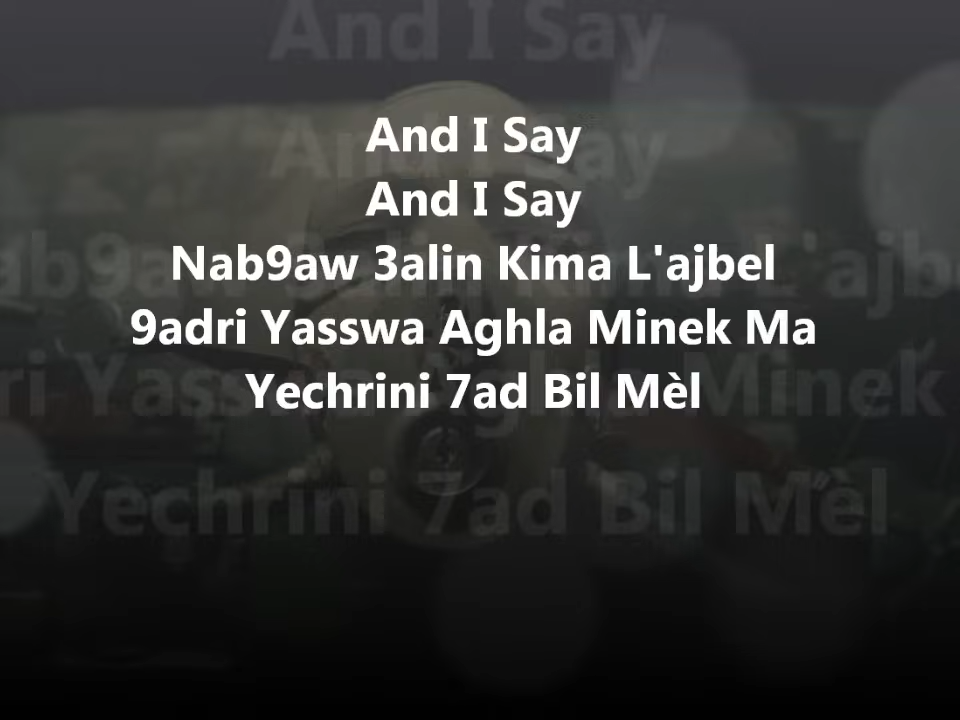 And I Say
And I Say
Nab9aw 3alin Kima L'ajbel
9adri Yasswa Aghla Minek Ma
Yechrini 7ad Bil Mèl